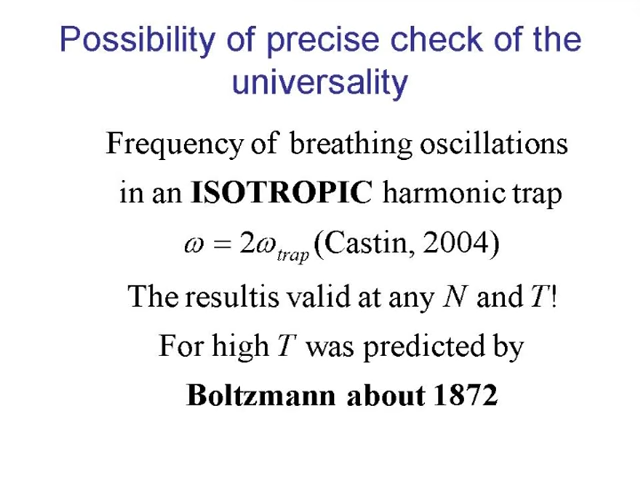 Possibility of precise check of the
universality
Frequency of breathing oscillations
in an ISOTROPIC harmonic trap
ω = 2ω_trap (Castin, 2004)
The resultis valid at any N and T!
For high T was predicted by
Boltzmann about 1872